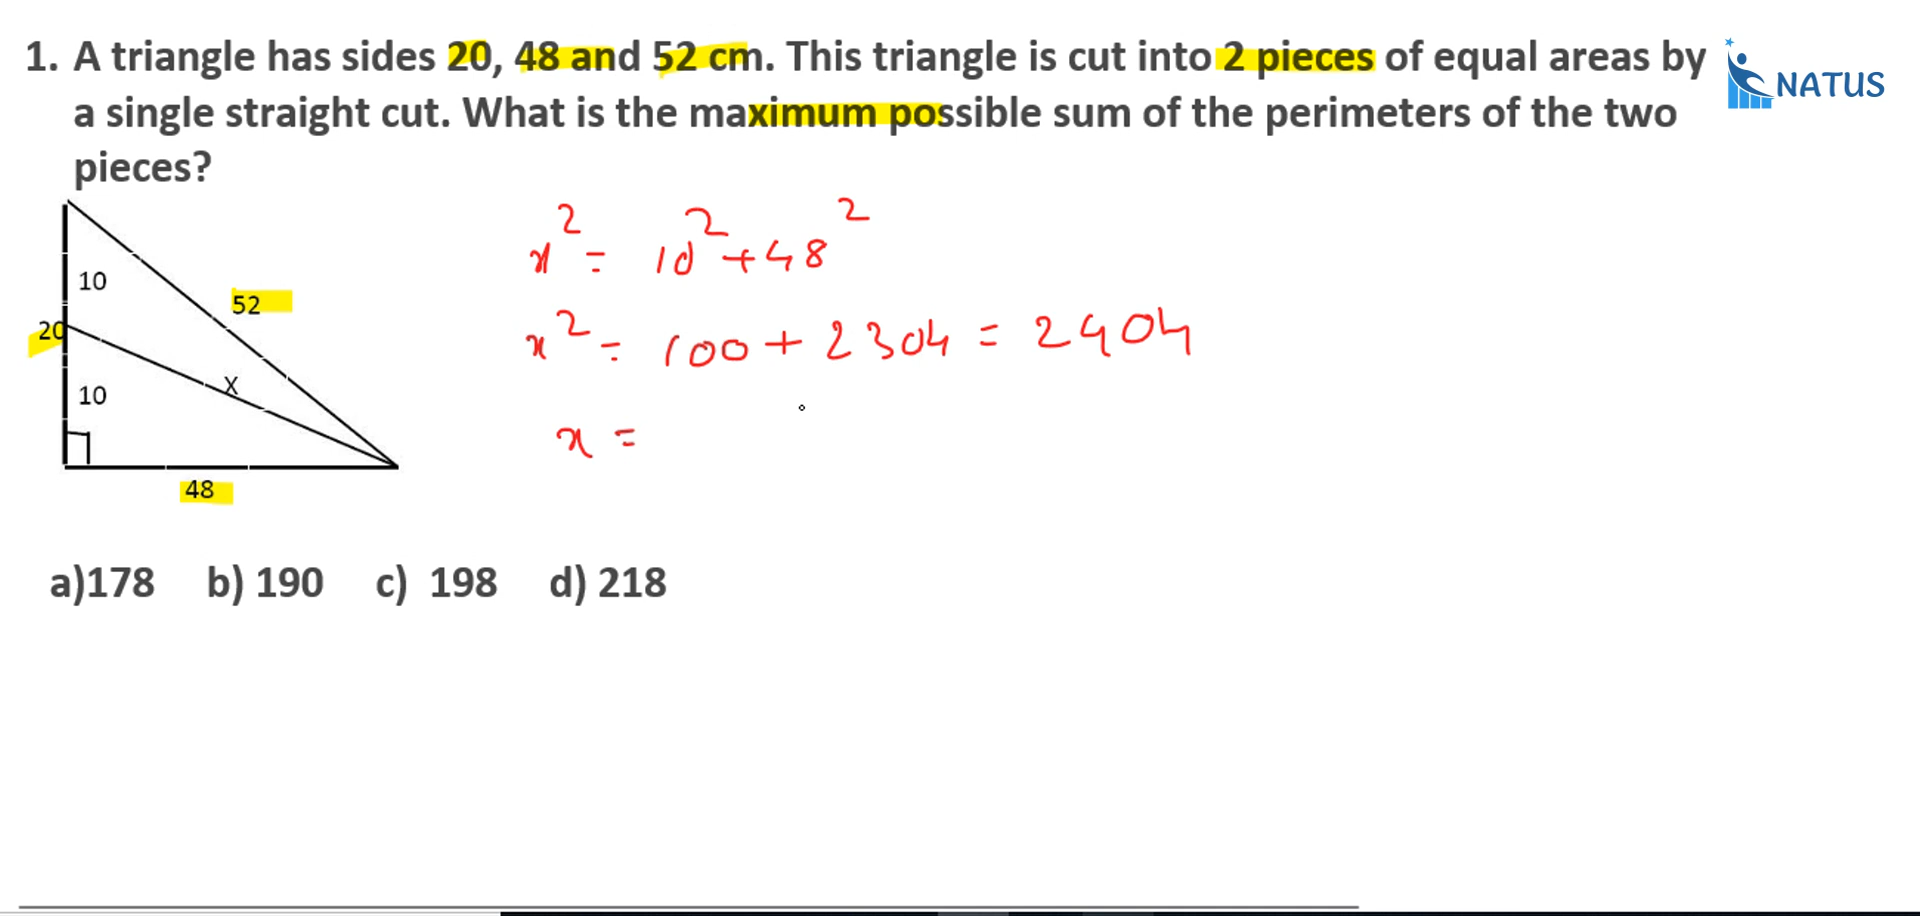 1. A triangle has sides 20, 48 and 52 cm. This triangle is cut into 2 pieces of equal areas by
a single straight cut. What is the maximum possible sum of the perimeters of the two
pieces?
NATUS
10
52
20
10
X
48
x² = 10² + 48²
x² = 100 + 2304 = 2404
x =
a)178 b) 190 c) 198 d) 218